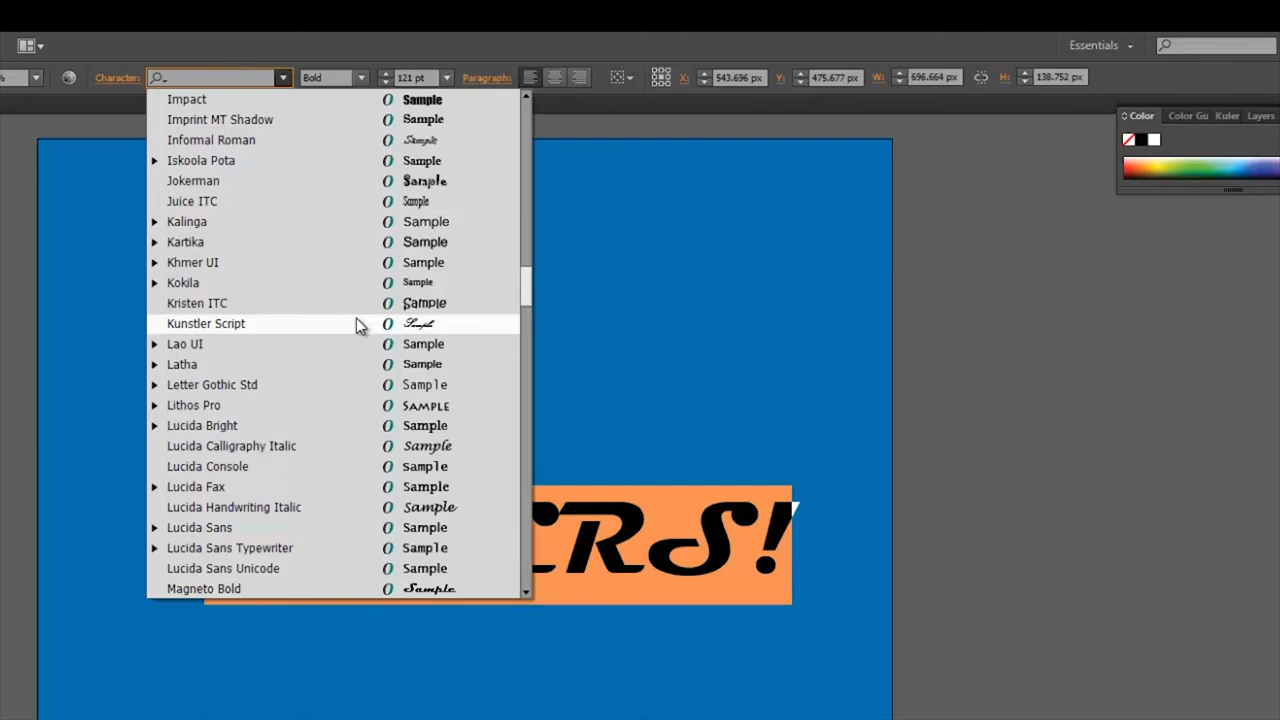 Essentials
%
Character:
Bold
121 pt
Paragraph:
X: 543.696 px
Y: 475.677 px
W: 696.664 px
H: 138.752 px
Color
Color Gu
Kuler
Layers
Impact Sample
Imprint MT Shadow Sample
Informal Roman Sample
Iskoola Pota Sample
Jokerman Sample
Juice ITC Sample
Kalinga Sample
Kartika Sample
Khmer UI Sample
Kokila Sample
Kristen ITC Sample
Kunstler Script Sample
Lao UI Sample
Latha Sample
Letter Gothic Std Sample
Lithos Pro SAMPLE
Lucida Bright Sample
Lucida Calligraphy Italic Sample
Lucida Console Sample
Lucida Fax Sample
Lucida Handwriting Italic Sample
Lucida Sans Sample
Lucida Sans Typewriter Sample
Lucida Sans Unicode Sample
Magneto Bold Sample
RS!